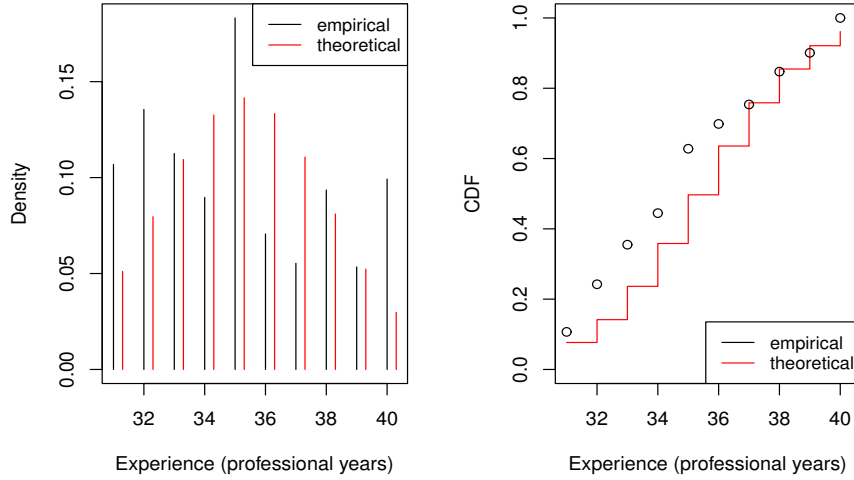 empirical
theoretical
0.00
0.05
0.10
0.15
Density
32
34
36
38
40
Experience (professional years)
empirical
theoretical
0.0
0.2
0.4
0.6
0.8
1.0
CDF
32
34
36
38
40
Experience (professional years)